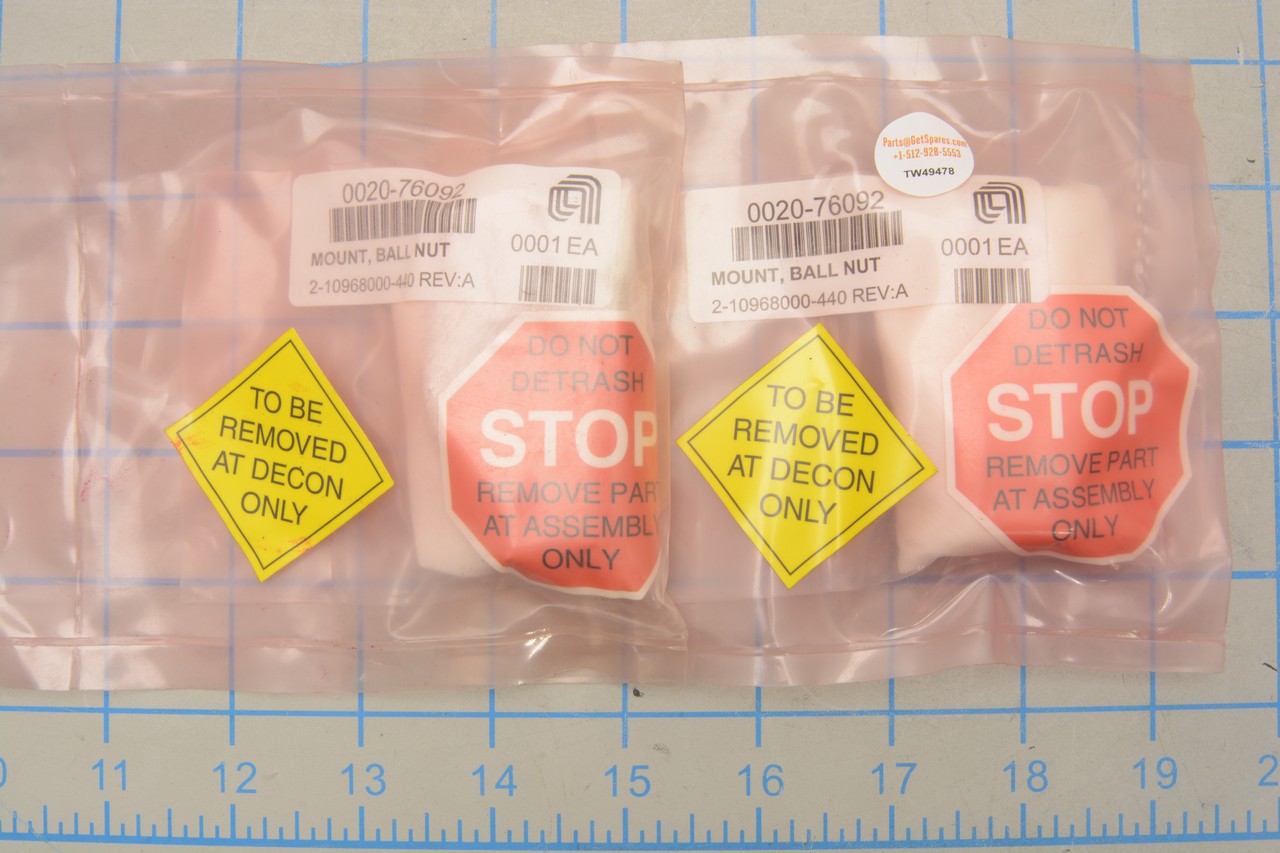 0020-76092
0001 EA
MOUNT, BALL NUT
2-10968000-440 REV:A
TO BE
REMOVED
AT DECON
ONLY
DO NOT
DETRASH
STOP
REMOVE PART
AT ASSEMBLY
ONLY
Parts@GetSpares.com
+1-512-928-5553
TW49478
0020-76092
0001 EA
MOUNT, BALL NUT
2-10968000-440 REV:A
TO BE
REMOVED
AT DECON
ONLY
DO NOT
DETRASH
STOP
REMOVE PART
AT ASSEMBLY
ONLY
0 11 12 13 14 15 16 17 18 19 2